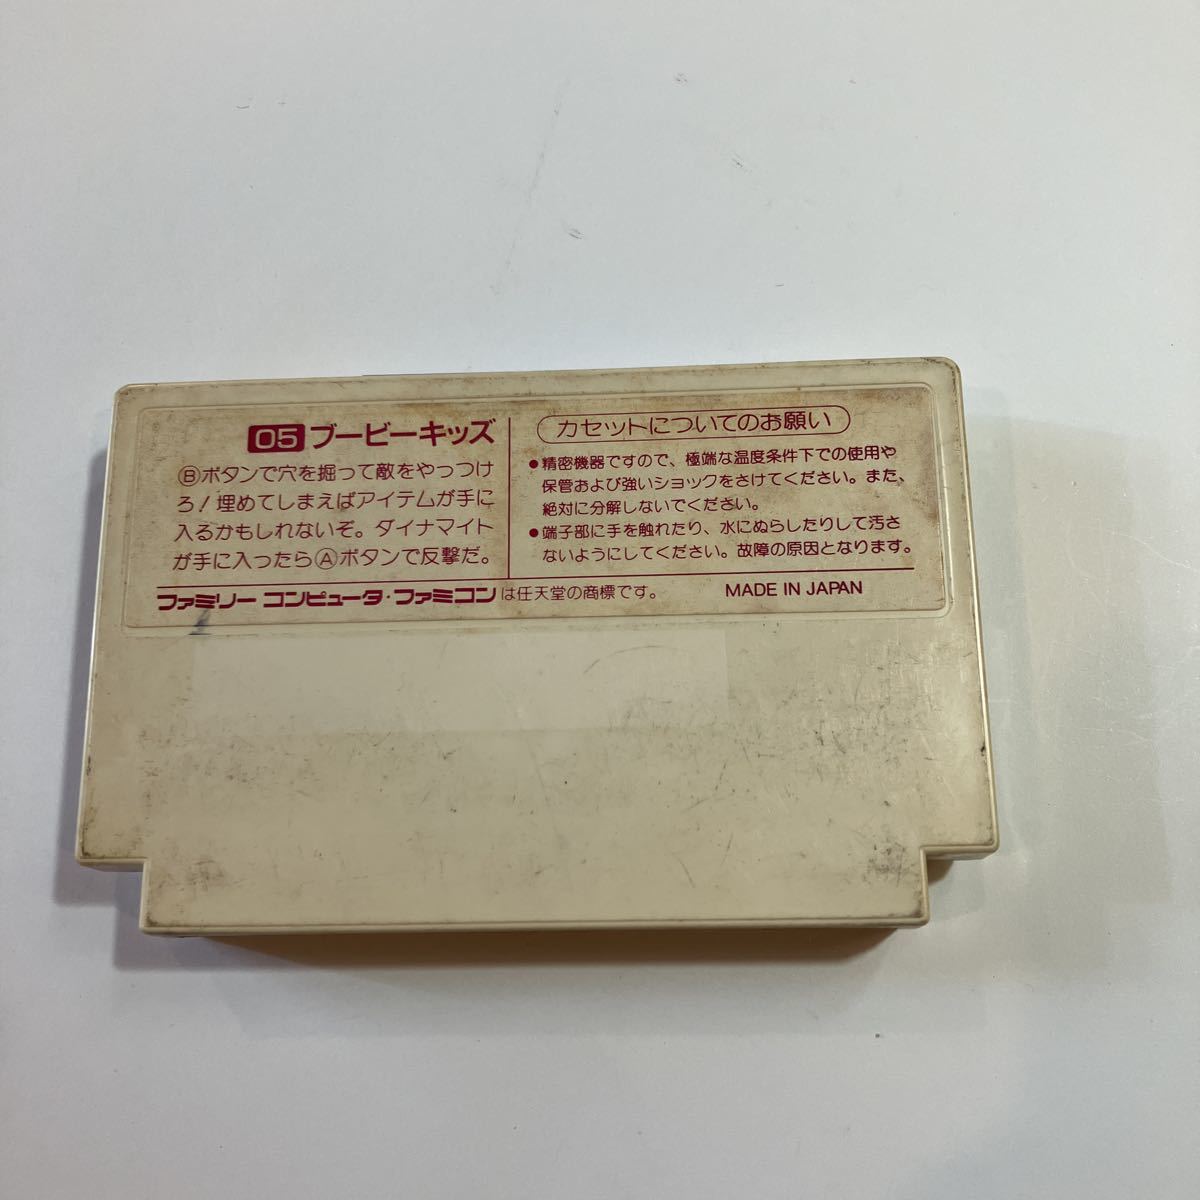 05 ブービーキッズ
Ⓑボタンで穴を掘って敵をやっつけ
ろ！埋めてしまえばアイテムが手に
入るかもしれないぞ。ダイナマイト
が手に入ったらⒶボタンで反撃だ。
カセットについてのお願い
●精密機器ですので、極端な温度条件下での使用や
保管および強いショックをさけてください。また、
絶対に分解しないでください。
●端子部に手を触れたり、水にぬらしたりして汚さ
ないようにしてください。故障の原因となります。
ファミリー コンピュータ・ファミコンは任天堂の商標です。 MADE IN JAPAN